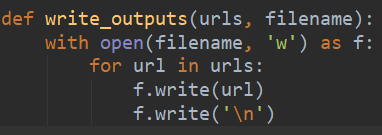 def write_outputs(urls, filename):
    with open(filename, 'w') as f:
        for url in urls:
            f.write(url)
            f.write('\n')